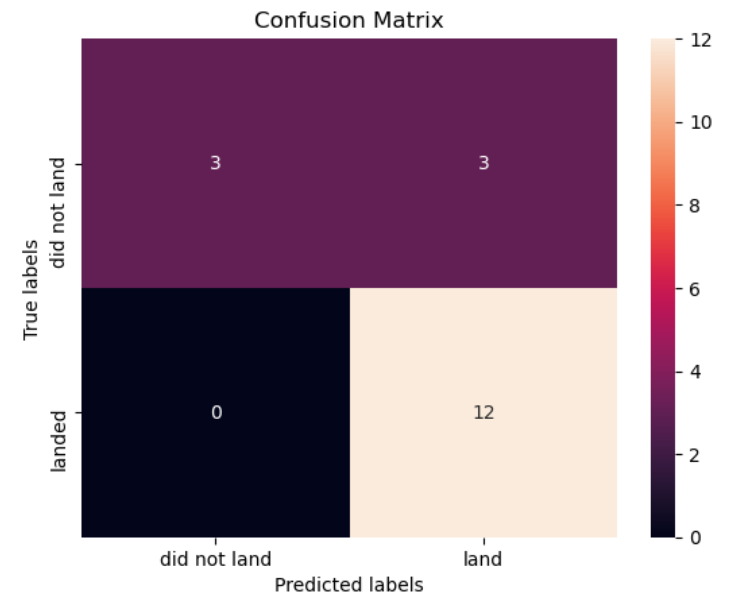 Confusion Matrix
True labels
did not land
landed
3
3
0
12
did not land
land
Predicted labels
12
10
8
6
4
2
0